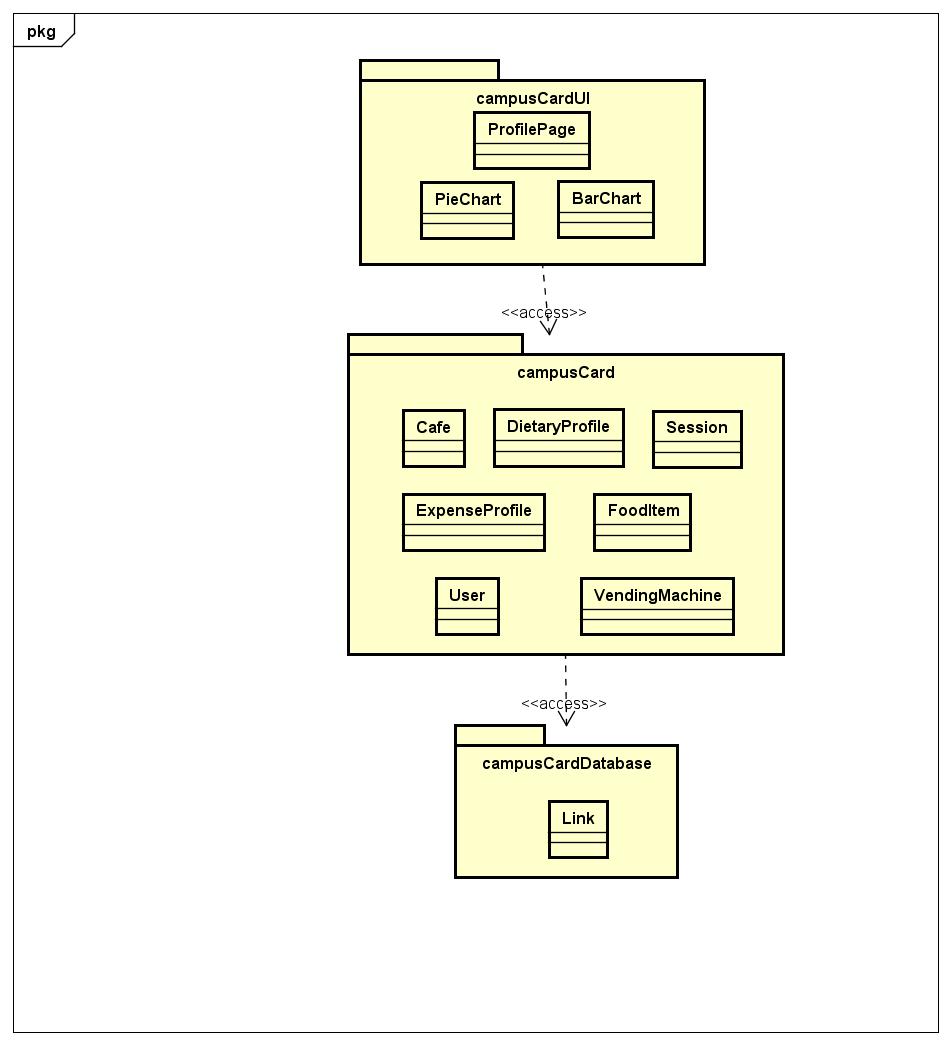 pkg
campusCardUI
ProfilePage
PieChart
BarChart
<<access>>
campusCard
Cafe
DietaryProfile
Session
ExpenseProfile
FoodItem
User
VendingMachine
<<access>>
campusCardDatabase
Link